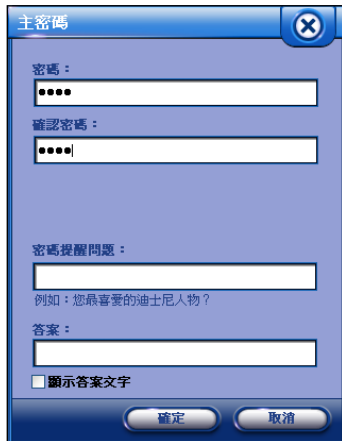 主密碼
密碼：
••••
確認密碼：
••••
密碼提醒問題：
例如：您最喜愛的迪士尼人物？
答案：
顯示答案文字
確定
取消